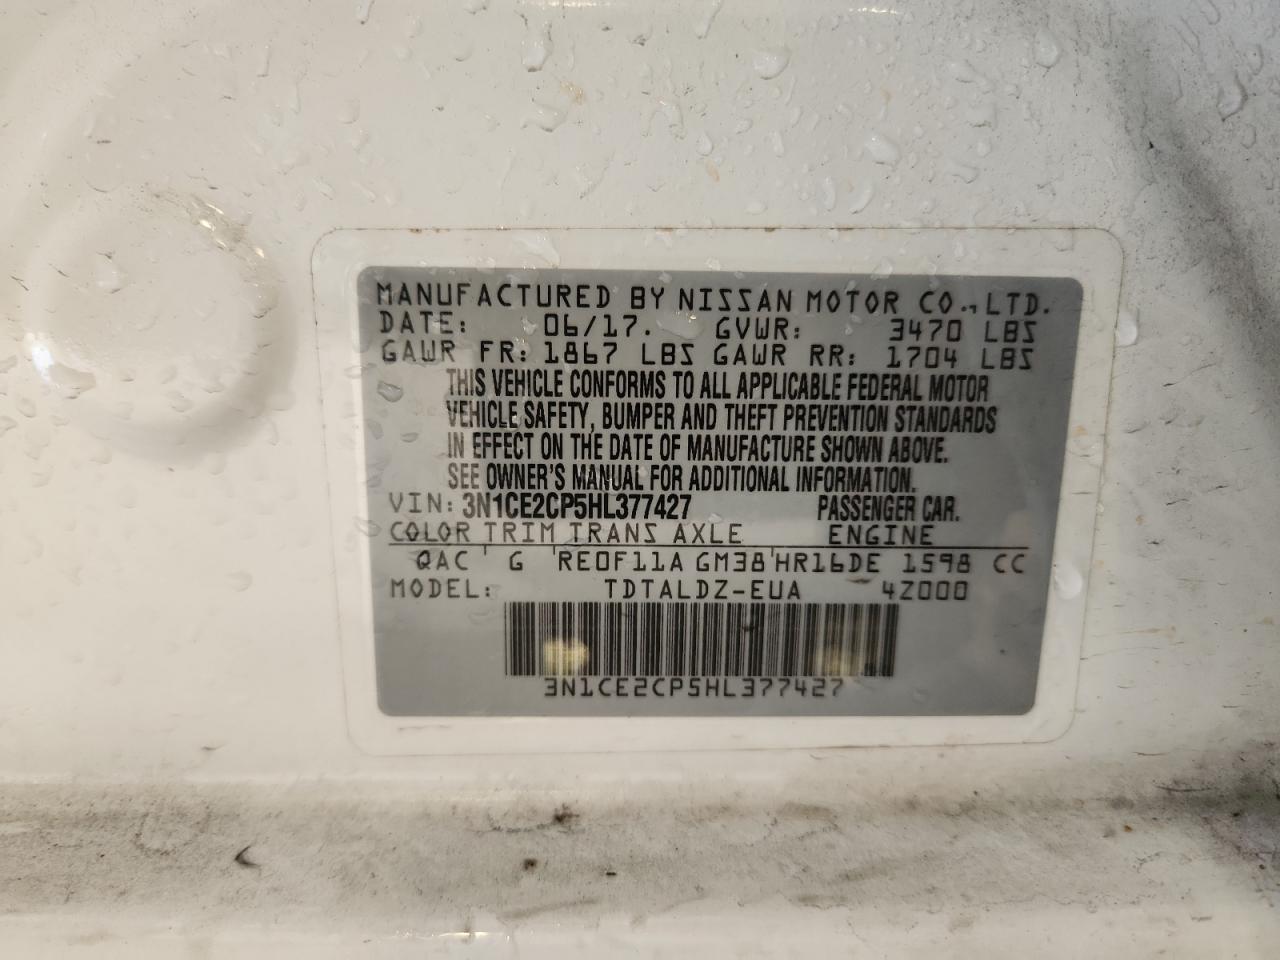 MANUFACTURED BY NISSAN MOTOR CO., LTD.
DATE: 06/17. GVWR: 3470 LBS
GAWR FR: 1867 LBS GAWR RR: 1704 LBS
THIS VEHICLE CONFORMS TO ALL APPLICABLE FEDERAL MOTOR
VEHICLE SAFETY, BUMPER AND THEFT PREVENTION STANDARDS
IN EFFECT ON THE DATE OF MANUFACTURE SHOWN ABOVE.
SEE OWNER'S MANUAL FOR ADDITIONAL INFORMATION.
VIN: 3N1CE2CP5HL377427 PASSENGER CAR.
COLOR TRIM TRANS AXLE ENGINE
QAC ' G 'RE0F11A GM38'HR16DE 1598 CC
MODEL: TDTALDZ-EUA 4Z000
3N1CE2CP5HL377427